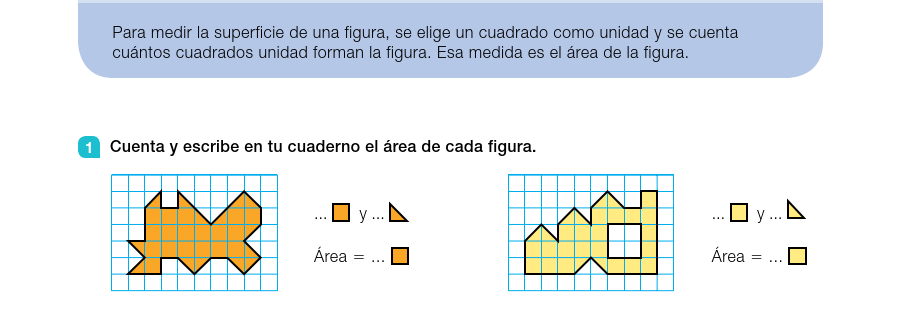 Para medir la superficie de una figura, se elige un cuadrado como unidad y se cuenta
cuántos cuadrados unidad forman la figura. Esa medida es el área de la figura.
1 Cuenta y escribe en tu cuaderno el área de cada figura.
... y ...
Área = ...
... y ...
Área = ...